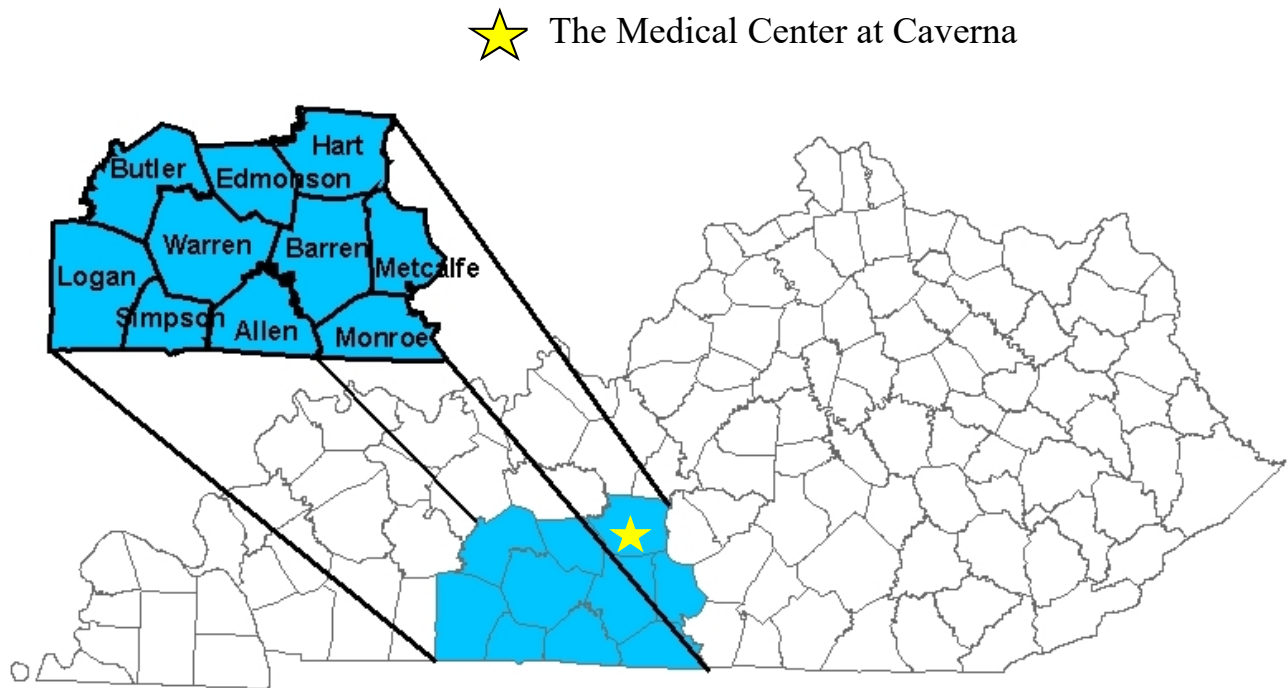 The Medical Center at Caverna
Hart
Butler
Edmonson
Warren
Barren
Logan
Metcalfe
Simpson
Allen
Monroe